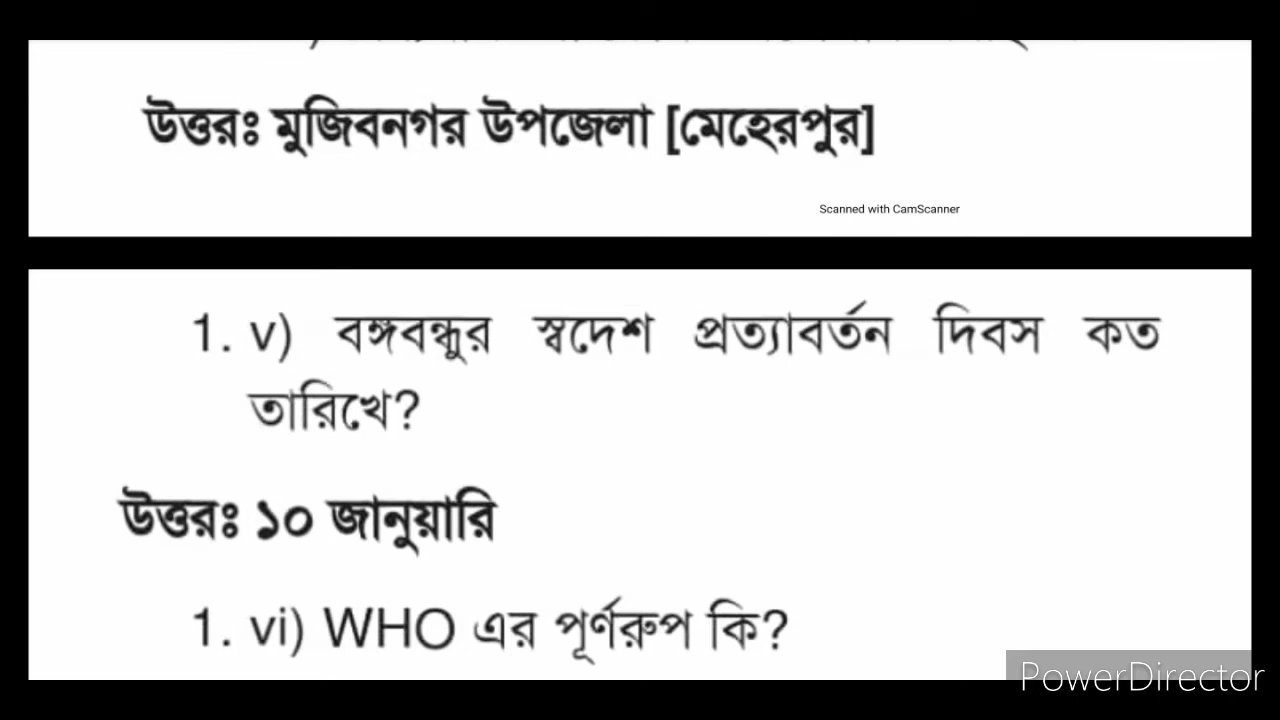 উত্তরঃ মুজিবনগর উপজেলা [মেহেরপুর]
Scanned with CamScanner
1. v) বঙ্গবন্ধুর স্বদেশ প্রত্যাবর্তন দিবস কত
তারিখে?
উত্তরঃ ১০ জানুয়ারি
1. vi) WHO এর পূর্ণরুপ কি?
PowerDirector